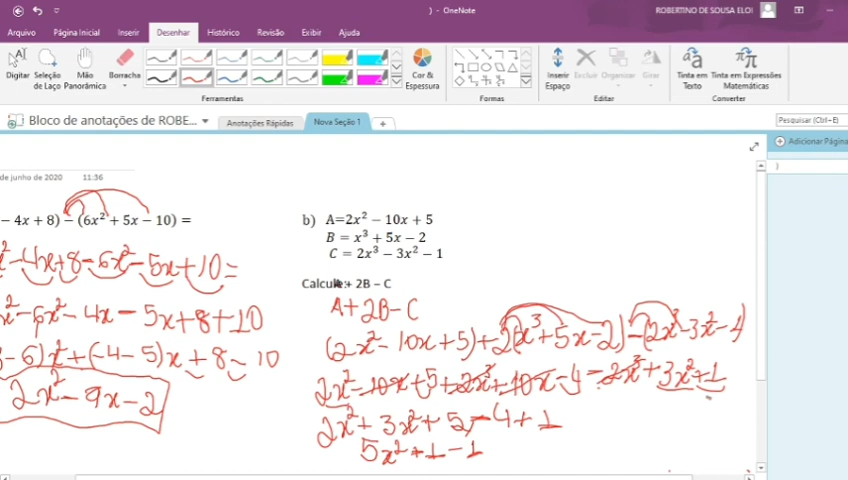 ) - OneNote
ROBERTINO DE SOUSA ELOI
Arquivo Página Inicial Inserir Desenhar Histórico Revisão Exibir Ajuda
Digitar
Seleção de Laço
Mão Panorâmica
Borracha
Cor & Espessura
Inserir Espaço
Excluir
Organizar
Girar
Tinta em Texto
Tinta em Expressões Matemáticas
Ferramentas Formas Editar Converter
Bloco de anotações de ROBE... Anotações Rápidas Nova Seção 1 +
Pesquisar (Ctrl+E)
Adicionar Página
)
de junho de 2020 11:36
− 4x + 8) − (6x² + 5x − 10) =
² − 4x + 8 − 6x² − 5x + 10 =
x² − 6x² − 4x − 5x + 8 + 10
− 6)x² + (−4 − 5)x + 8 − 10
2x² − 9x − 2
b) A=2x² − 10x + 5
B = x³ + 5x − 2
C = 2x³ − 3x² − 1
+ 2B − C
A + 2B − C
(2x² − 10x + 5) + 2(x³ + 5x − 2) − (2x³ − 3x² − 1)
2x² − 10x + 5 + 2x³ + 10x − 4 − 2x³ + 3x² + 1
2x² + 3x² + 5 − 4 + 1
5x² + 1 − 1